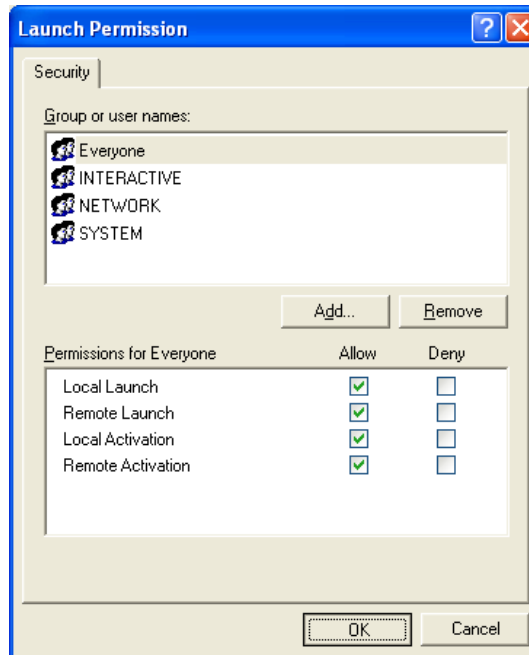 Launch Permission
Security
Group or user names:
Everyone
INTERACTIVE
NETWORK
SYSTEM
Add... Remove
Permissions for Everyone Allow Deny
Local Launch
Remote Launch
Local Activation
Remote Activation
OK Cancel